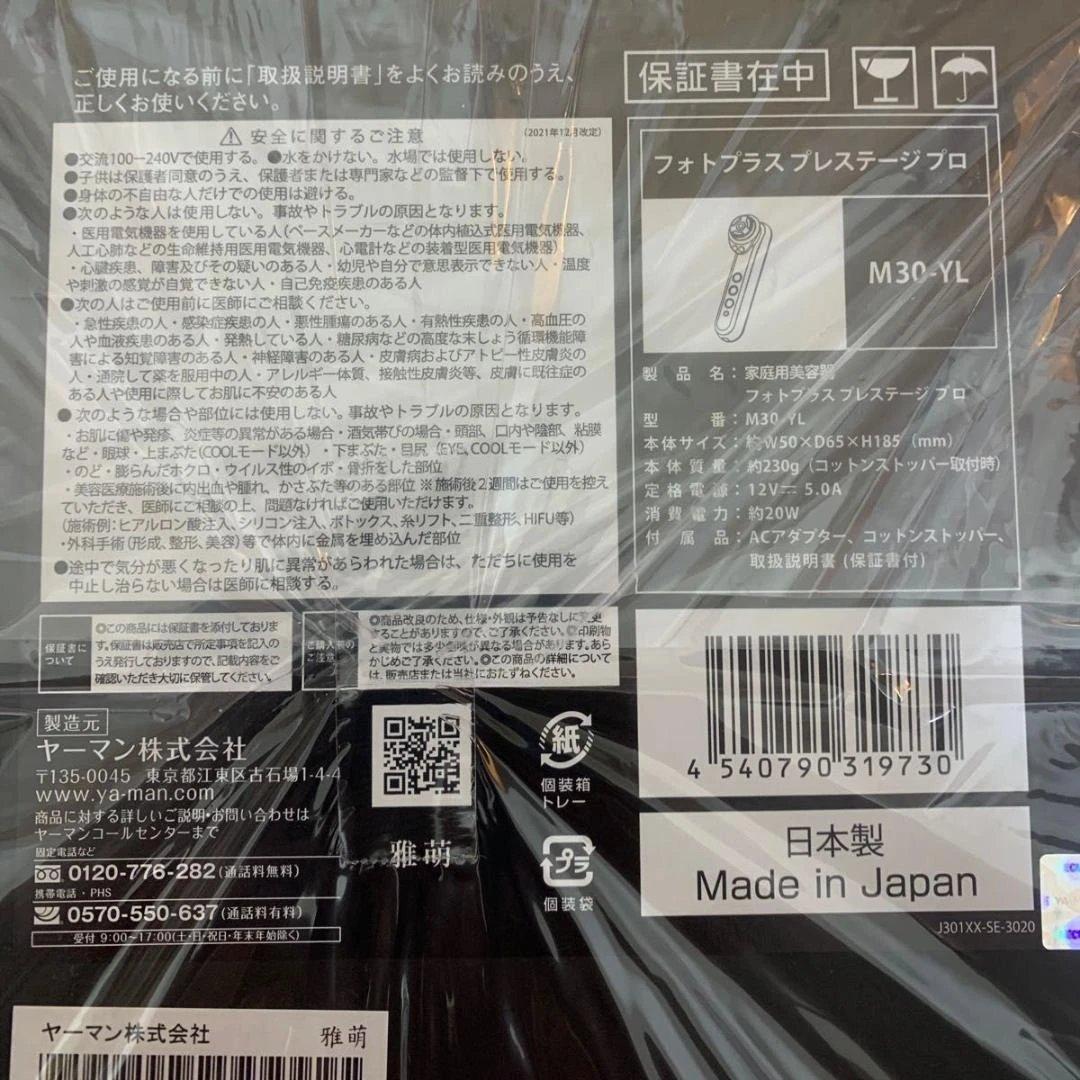 ご使用になる前に「取扱説明書」をよくお読みのうえ、
正しくお使いください。
安全に関するご注意
(2021年12月改定)
●交流100ー240Vで使用する。●水をかけない。水場では使用しない。
●子供は保護者同意のうえ、保護者または専門家などの監督下で使用する。
●身体の不自由な人だけでの使用は避ける。
●次のような人は使用しない。事故やトラブルの原因となります。
・医用電気機器を使用している人(ペースメーカーなどの体内植込式医用電気機器、
人工心肺などの生命維持用医用電気機器、心電計などの装着型医用電気機器)
・心臓疾患、障害及びその疑いのある人・幼児や自分で意思表示できない人・温度
や刺激の感覚が自覚できない人・自己免疫疾患のある人
●次の人はご使用前に医師にご相談ください。
・急性疾患の人・感染症疾患の人・悪性腫瘍のある人・有熱性疾患の人・高血圧の
人や血液疾患のある人・発熱している人・糖尿病などの高度な末しょう循環機能障
害による知覚障害のある人・神経障害のある人・皮膚病およびアトピー性皮膚炎の
人・通院して薬を服用中の人・アレルギー体質、接触性皮膚炎等、皮膚に既往症の
ある人や使用に際してお肌に不安のある人
●次のような場合や部位には使用しない。事故やトラブルの原因となります。
・お肌に傷や発疹、炎症等の異常がある場合・酒気帯びの場合・頭部、口内や陰部、粘膜
など・眼球・上まぶた(COOLモード以外)・下まぶた・目尻(EYE、COOLモード以外)
・のど・膨らんだホクロ・ウイルス性のイボ・骨折をした部位
・美容医療施術後に内出血や腫れ、かさぶた等のある部位 ※施術後2週間はご使用を控え
ていただき、医師にご相談の上、問題なければご使用いただけます。
(施術例:ヒアルロン酸注入、シリコン注入、ボトックス、糸リフト、二重整形、HIFU等)
・外科手術(形成、整形、美容)等で体内に金属を埋め込んだ部位
●途中で気分が悪くなったり肌に異常があらわれた場合は、ただちに使用を
中止し治らない場合は医師に相談する。
保証書在中
フォトプラス プレステージ プロ
M30-YL
製品名:家庭用美容器
フォトプラス プレステージ プロ
型番:M30-YL
本体サイズ:約W50×D65×H185(mm)
本体質量:約230g(コットンストッパー取付時)
定格電源:12V⎓5.0A
消費電力:約20W
付属品:ACアダプター、コットンストッパー、
取扱説明書(保証書付)
保証書に
ついて
◎この商品には保証書を添付しておりま
す。保証書は販売店で所定事項を記入の
うえ発行しておりますので、記載内容をご
確認いただき大切に保管してください。
ご購入前の
ご注意
◎商品改良のため、仕様・外観は予告なしに変更
することがありますので、ご了承ください。◎印刷物
と実物では多少色味が異なる場合があります。あら
かじめご了承ください。◎この商品の詳細について
は、販売店または当社におたずねください。
製造元
ヤーマン株式会社
〒135-0045 東京都江東区古石場1-4-4
www.ya-man.com
商品に対する詳しいご説明・お問い合わせは
ヤーマンコールセンターまで
固定電話など
0120-776-282(通話料無料)
携帯電話・PHS
0570-550-637(通話料有料)
受付 9:00~17:00(土・日・祝日・年末年始除く)
雅萌
紙
個装箱
トレー
プラ
個装袋
4 540790 319730
日本製
Made in Japan
J301XX-SE-3020
ヤーマン株式会社 雅萌